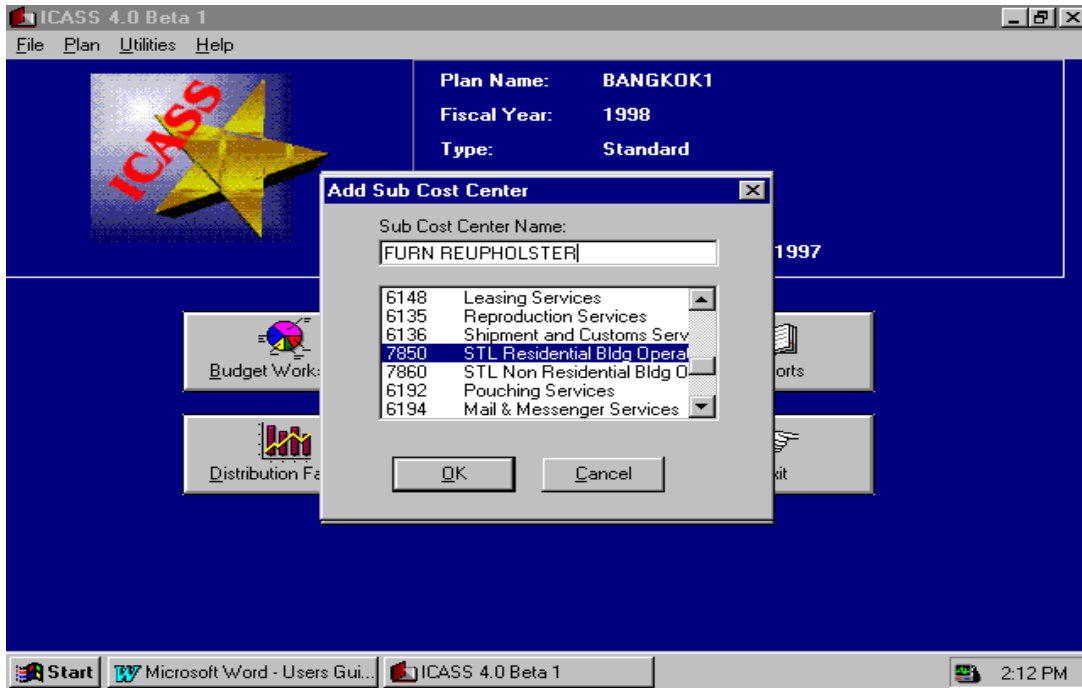 ICASS 4.0 Beta 1
File Plan Utilities Help
ICASS
Plan Name: BANGKOK1
Fiscal Year: 1998
Type: Standard
1997
Add Sub Cost Center
Sub Cost Center Name:
FURN REUPHOLSTER
6148 Leasing Services
6135 Reproduction Services
6136 Shipment and Customs Serv
7850 STL Residential Bldg Operat
7860 STL Non Residential Bldg O
6192 Pouching Services
6194 Mail & Messenger Services
OK Cancel
Budget Work
orts
Distribution Fa
xit
Start Microsoft Word - Users Gui... ICASS 4.0 Beta 1 2:12 PM